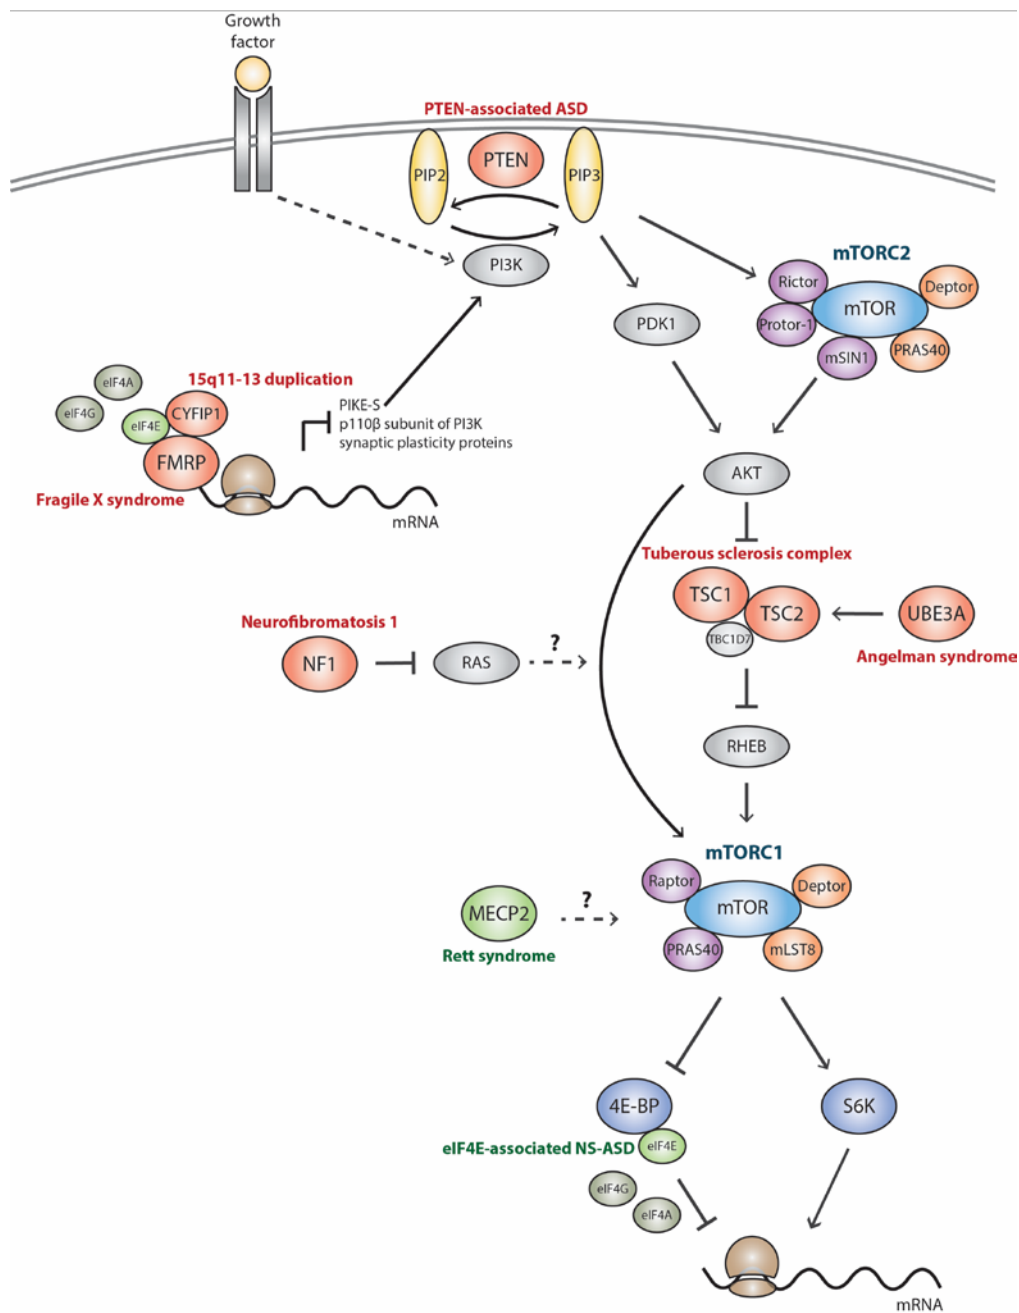 Growth
factor
PTEN-associated ASD
PIP2
PTEN
PIP3
PI3K
mTORC2
Rictor
Deptor
mTOR
Protor-1
mSIN1
PRAS40
PDK1
15q11-13 duplication
eIF4A
eIF4G
eIF4E
CYFIP1
FMRP
Fragile X syndrome
mRNA
PIKE-S
p110β subunit of PI3K
synaptic plasticity proteins
AKT
Tuberous sclerosis complex
TSC1
TSC2
TBC1D7
UBE3A
Angelman syndrome
Neurofibromatosis 1
NF1
RAS
?
RHEB
mTORC1
Raptor
Deptor
mTOR
PRAS40
mLST8
MECP2
?
Rett syndrome
4E-BP
S6K
eIF4E-associated NS-ASD
eIF4E
eIF4G
eIF4A
mRNA